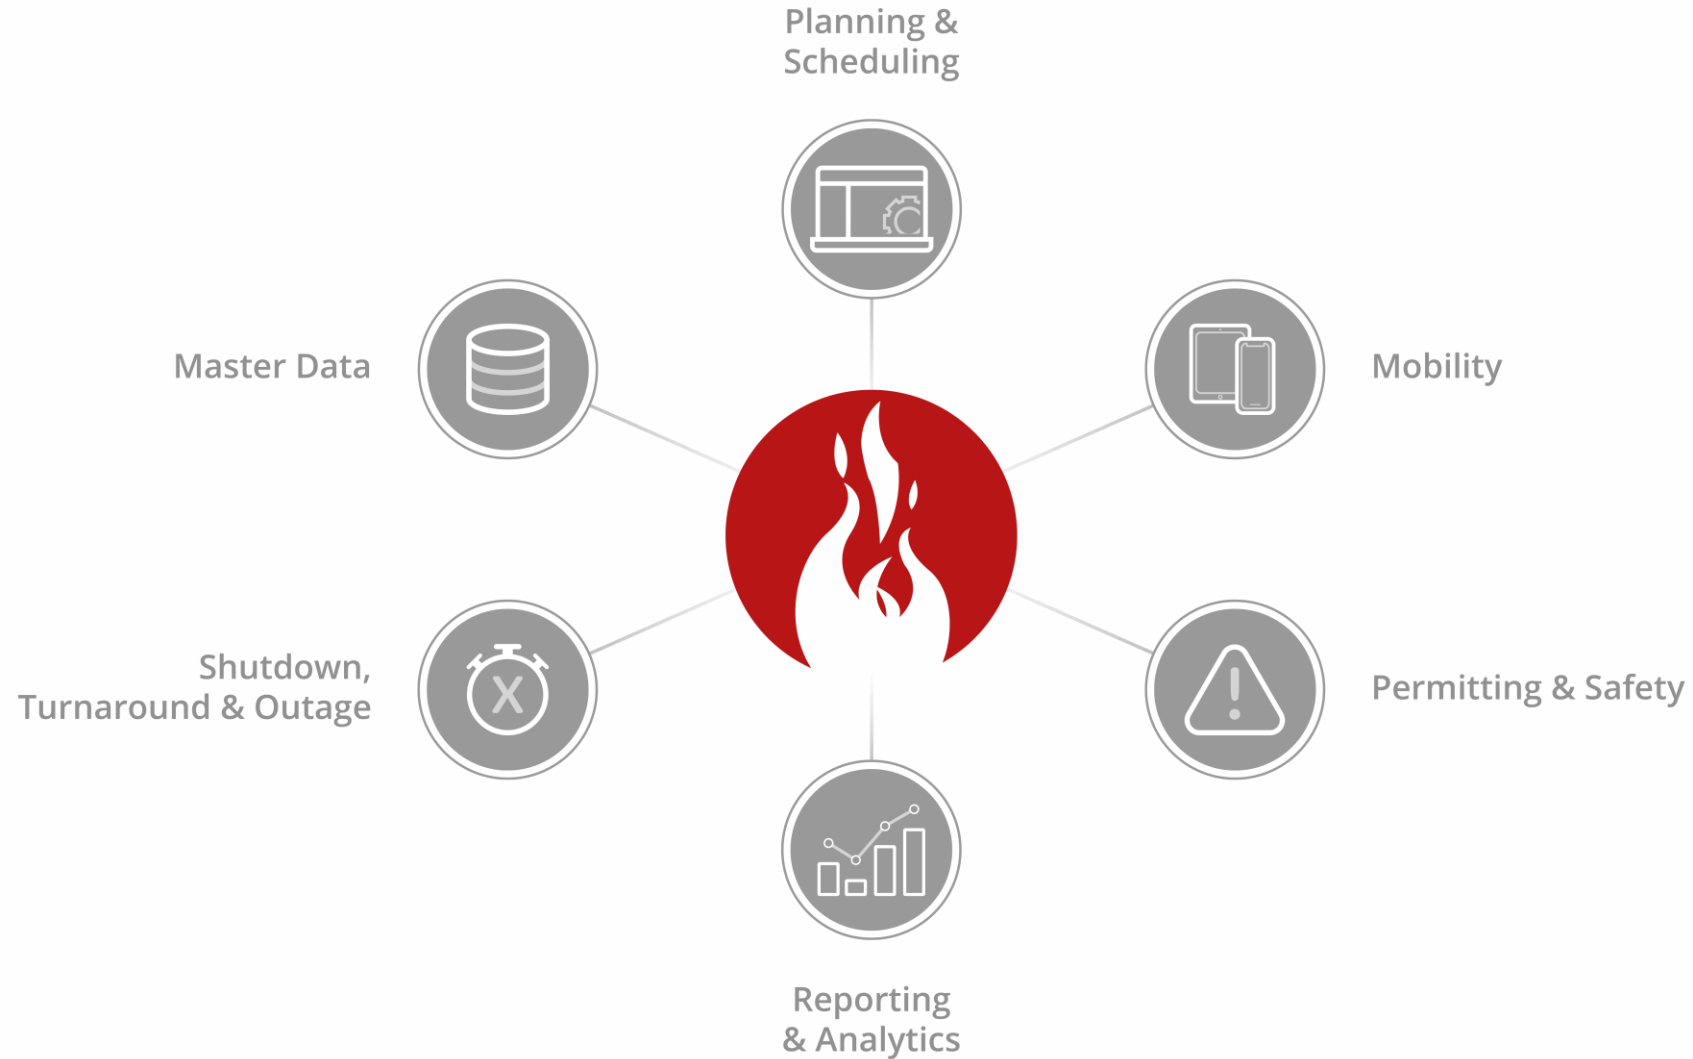 Planning &
Scheduling
Master Data
Mobility
Shutdown,
Turnaround & Outage
X
Permitting & Safety
Reporting
& Analytics